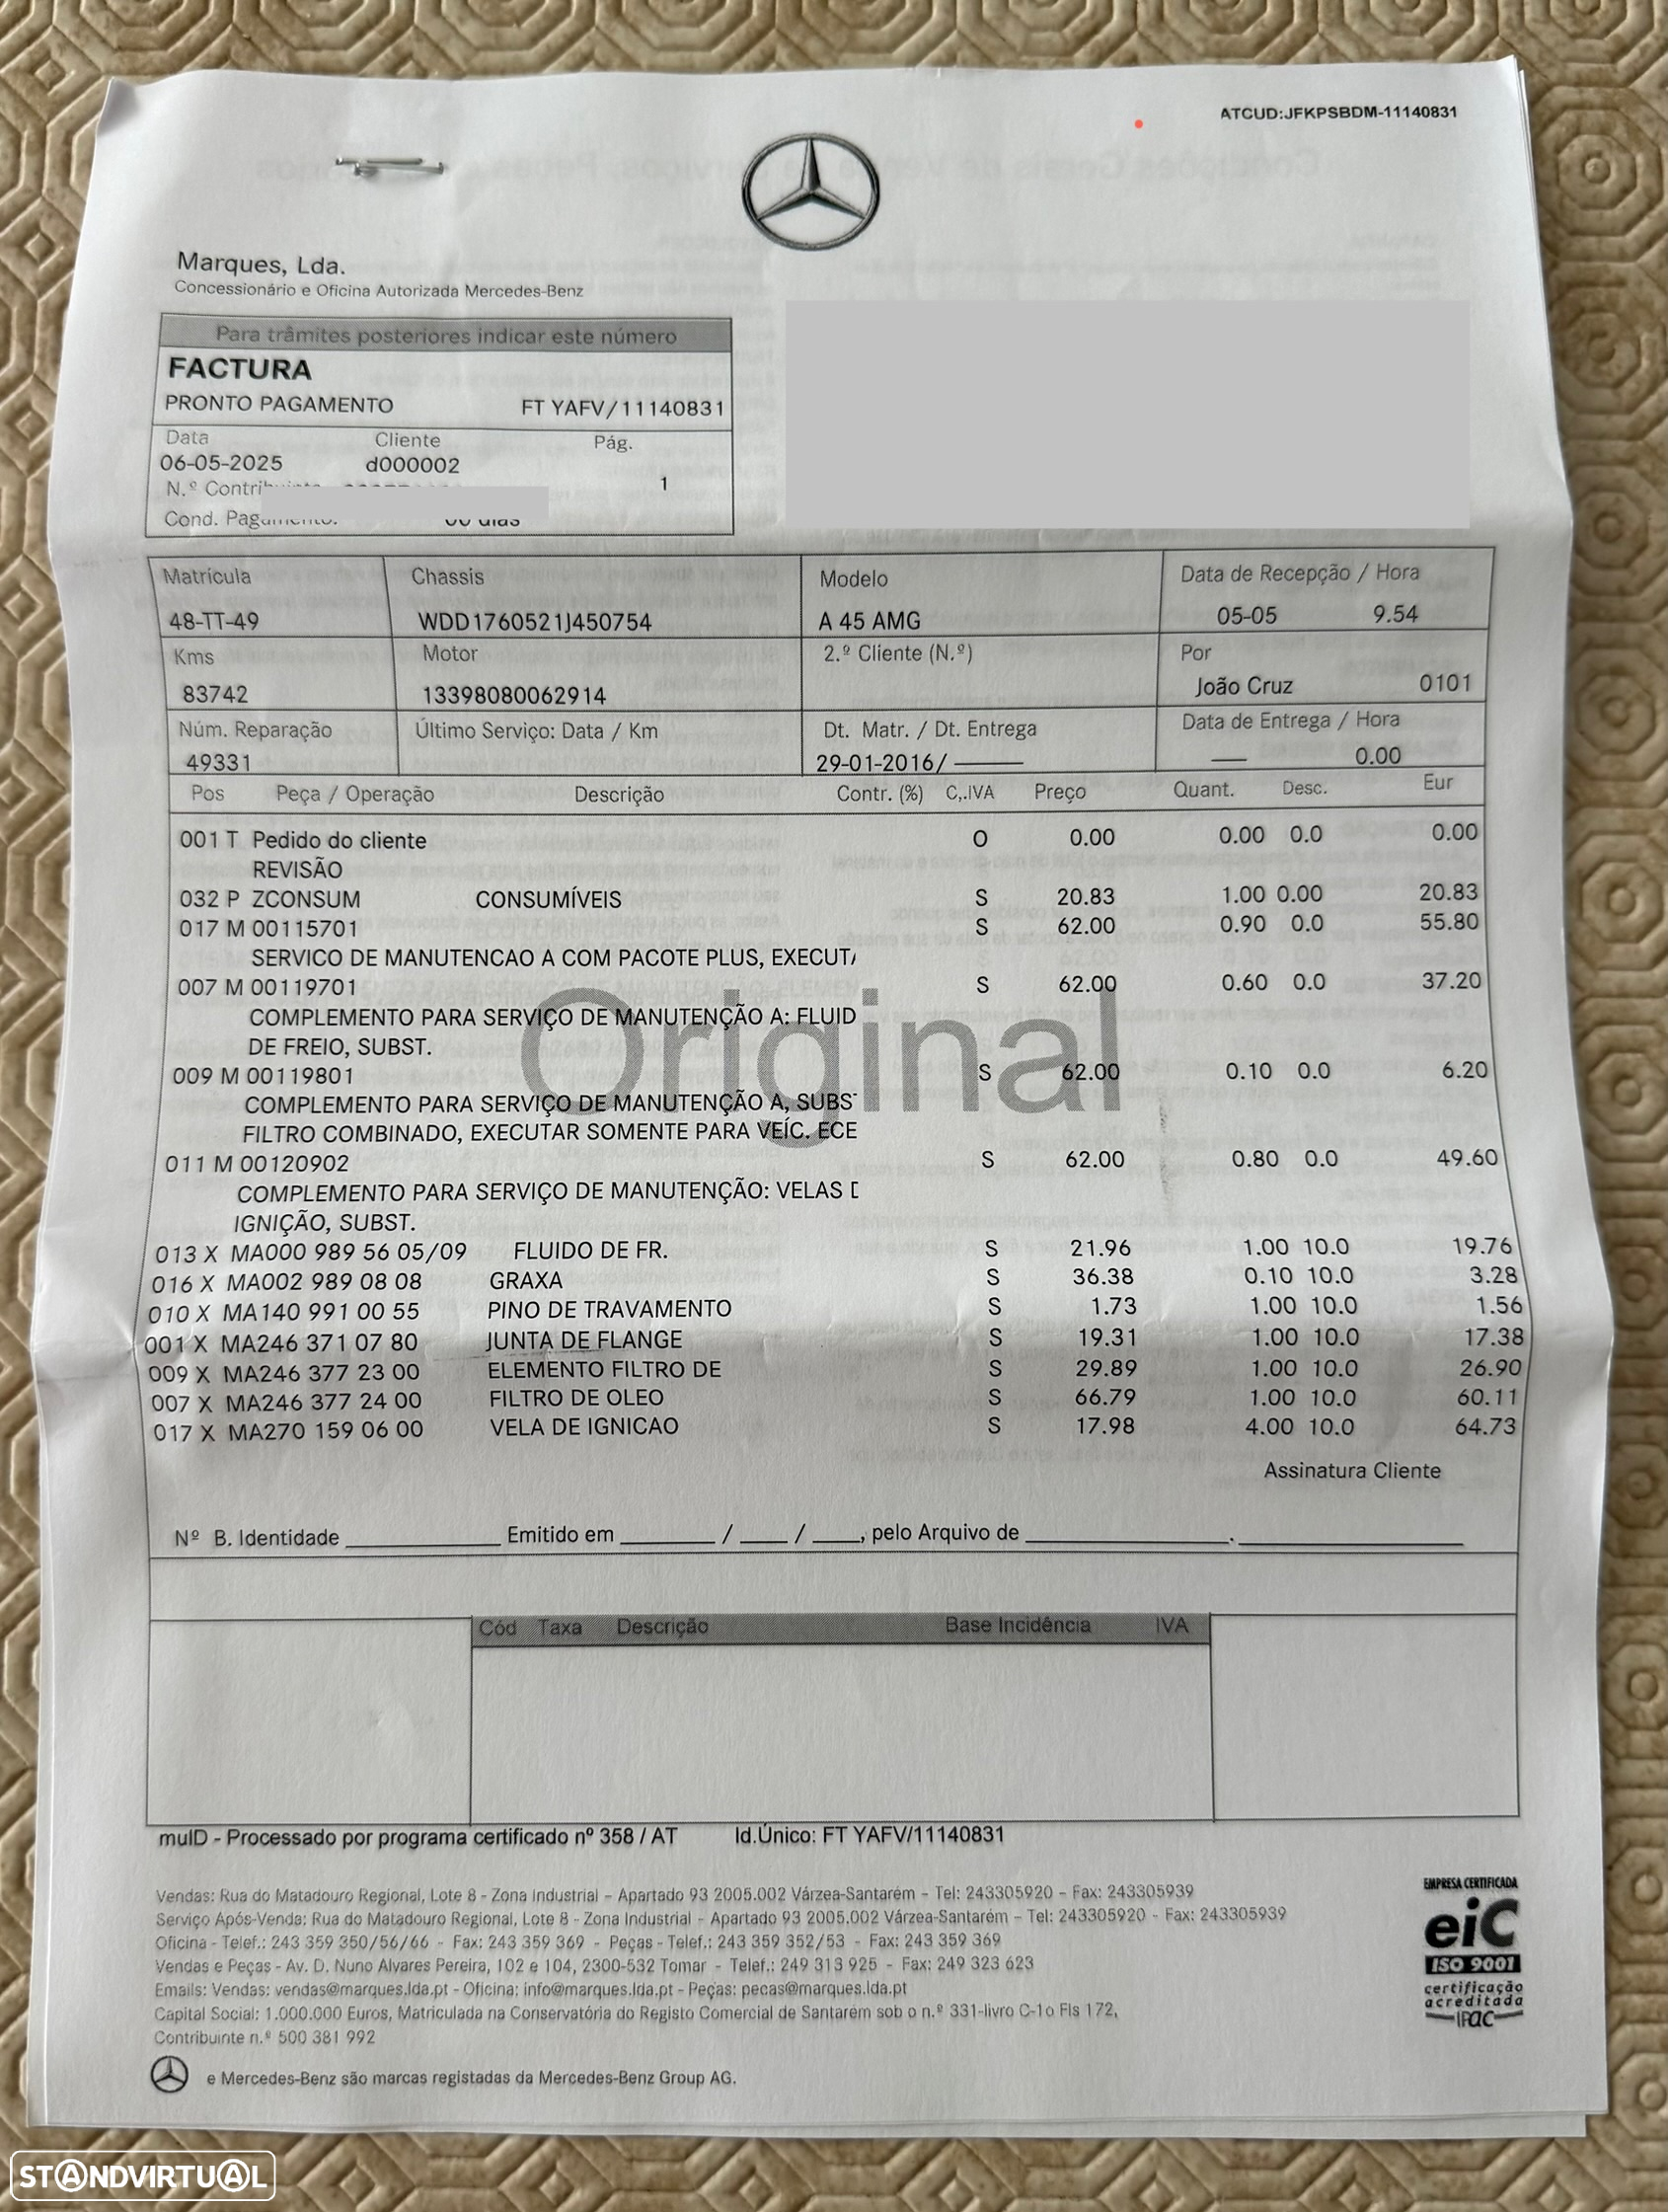 ATCUD:JFKPSBDM-11140831
Marques, Lda.
Concessionário e Oficina Autorizada Mercedes-Benz
Para trâmites posteriores indicar este número
FACTURA
PRONTO PAGAMENTO FT YAFV/11140831
Data Cliente Pág.
06-05-2025 d000002
N.º 1
Cond.
Matrícula Chassis Modelo Data de Recepção / Hora
48-TT-49 WDD1760521J450754 A 45 AMG 05-05 9.54
Kms Motor 2.º Cliente (N.º) Por
83742 13398080062914 João Cruz 0101
Núm. Reparação Último Serviço: Data / Km Dt. Matr. / Dt. Entrega Data de Entrega / Hora
49331 29-01-2016/ 0.00
Pos Peça / Operação Descrição Contr. (%) C,.IVA Preço Quant. Desc. Eur
001 T Pedido do cliente O 0.00 0.00 0.0 0.00
REVISÃO
032 P ZCONSUM CONSUMÍVEIS S 20.83 1.00 0.00 20.83
017 M 00115701 S 62.00 0.90 0.0 55.80
SERVICO DE MANUTENCAO A COM PACOTE PLUS, EXECUT
007 M 00119701 S 62.00 0.60 0.0 37.20
COMPLEMENTO PARA SERVIÇO DE MANUTENÇÃO A: FLUID
DE FREIO, SUBST.
Original
009 M 00119801 S 62.00 0.10 0.0 6.20
COMPLEMENTO PARA SERVIÇO DE MANUTENÇÃO A, SUBS
FILTRO COMBINADO, EXECUTAR SOMENTE PARA VEÍC. ECE
011 M 00120902 S 62.00 0.80 0.0 49.60
COMPLEMENTO PARA SERVIÇO DE MANUTENÇÃO: VELAS
IGNIÇÃO, SUBST.
013 X MA000 989 56 05/09 FLUIDO DE FR. S 21.96 1.00 10.0 19.76
016 X MA002 989 08 08 GRAXA S 36.38 0.10 10.0 3.28
010 X MA140 991 00 55 PINO DE TRAVAMENTO S 1.73 1.00 10.0 1.56
001 X MA246 371 07 80 JUNTA DE FLANGE S 19.31 1.00 10.0 17.38
009 X MA246 377 23 00 ELEMENTO FILTRO DE S 29.89 1.00 10.0 26.90
007 X MA246 377 24 00 FILTRO DE OLEO S 66.79 1.00 10.0 60.11
017 X MA270 159 06 00 VELA DE IGNICAO S 17.98 4.00 10.0 64.73
Assinatura Cliente
Nº B. Identidade ________ Emitido em ______ / ___ / ___, pelo Arquivo de ____________.____________
Cód Taxa Descrição Base Incidência IVA
muID - Processado por programa certificado nº 358 / AT Id.Único: FT YAFV/11140831
Vendas: Rua do Matadouro Regional, Lote 8 - Zona Industrial - Apartado 93 2005.002 Várzea-Santarém - Tel: 243305920 - Fax: 243305939
Serviço Após-Venda: Rua do Matadouro Regional, Lote 8 - Zona Industrial - Apartado 93 2005.002 Várzea-Santarém - Tel: 243305920 - Fax: 243305939
Oficina - Telef.: 243 359 350/56/66 - Fax: 243 359 369 - Peças - Telef.: 243 359 352/53 - Fax: 243 359 369
Vendas e Peças - Av. D. Nuno Alvares Pereira, 102 e 104, 2300-532 Tomar - Telef.: 249 313 925 - Fax: 249 323 623
Emails: Vendas: vendas@marques.lda.pt - Oficina: info@marques.lda.pt - Peças: pecas@marques.lda.pt
Capital Social: 1.000.000 Euros, Matriculada na Conservatória do Registo Comercial de Santarém sob o n.º 331-livro C-1o Fls 172,
Contribuinte n.º 500 381 992
e Mercedes-Benz são marcas registadas da Mercedes-Benz Group AG.
EMPRESA CERTIFICADA
eiC
ISO 9001
certificação
acreditada
IPAC
STANDVIRTUAL